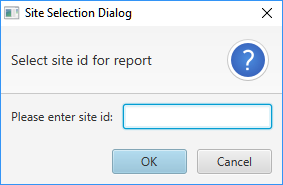 Site Selection Dialog
Select site id for report
?
Please enter site id:
OK Cancel